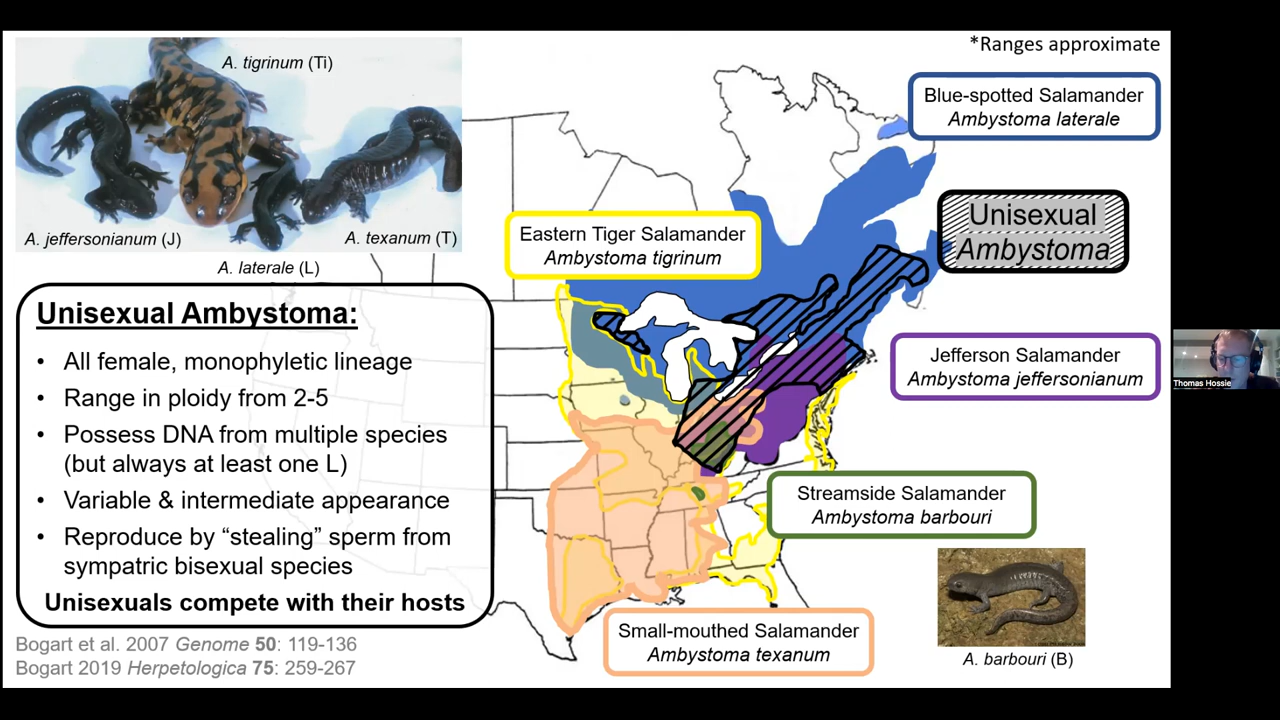 *Ranges approximate
A. tigrinum (Ti)
A. jeffersonianum (J)
A. texanum (T)
A. laterale (L)
Unisexual Ambystoma:
• All female, monophyletic lineage
• Range in ploidy from 2-5
• Possess DNA from multiple species
(but always at least one L)
• Variable & intermediate appearance
• Reproduce by “stealing” sperm from
sympatric bisexual species
Unisexuals compete with their hosts
Bogart et al. 2007 Genome 50: 119-136
Bogart 2019 Herpetologica 75: 259-267
Blue-spotted Salamander
Ambystoma laterale
Unisexual
Ambystoma
Eastern Tiger Salamander
Ambystoma tigrinum
Jefferson Salamander
Ambystoma jeffersonianum
Streamside Salamander
Ambystoma barbouri
Small-mouthed Salamander
Ambystoma texanum
A. barbouri (B)
Thomas Hossie